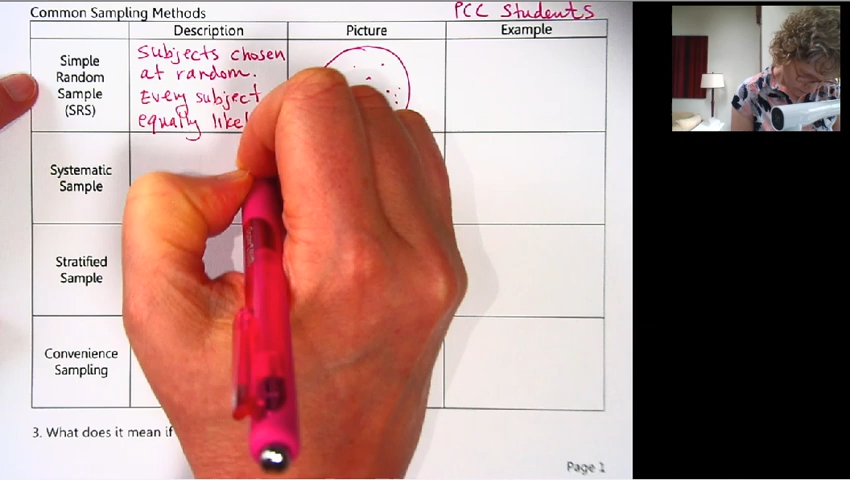 Common Sampling Methods
PCC Students
Description
Picture
Example
Simple
Random
Sample
(SRS)
Subjects chosen
at random.
Every subject
equally
Systematic
Sample
Stratified
Sample
Convenience
Sampling
3. What does it mean if
Page 1